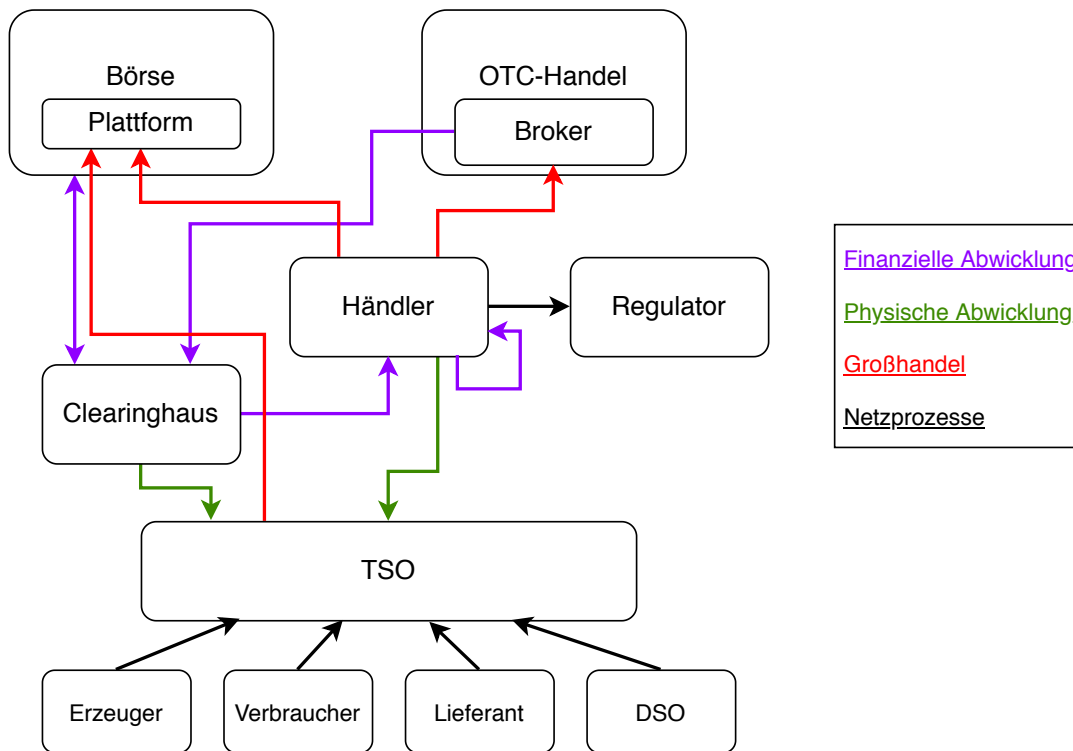 Börse
Plattform
OTC-Handel
Broker
Händler
Regulator
Finanzielle Abwicklung
Physische Abwicklung
Großhandel
Netzprozesse
Clearinghaus
TSO
Erzeuger
Verbraucher
Lieferant
DSO